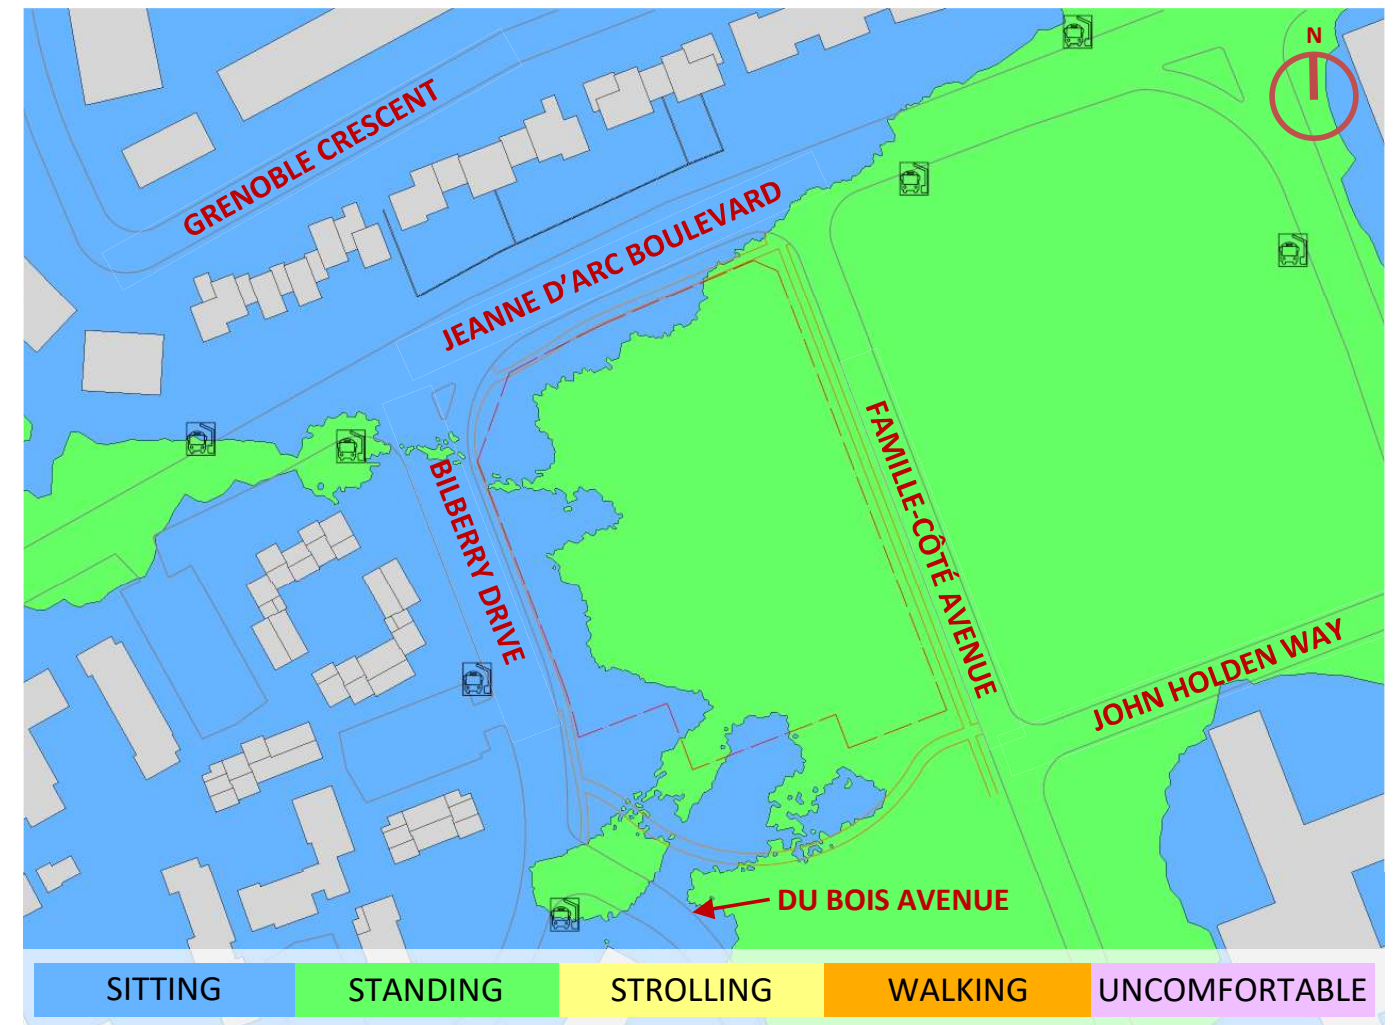 N
GRENOBLE CRESCENT
JEANNE D'ARC BOULEVARD
FAMILLE-CÔTÉ AVENUE
BILBERRY DRIVE
JOHN HOLDEN WAY
DU BOIS AVENUE
SITTING STANDING STROLLING WALKING UNCOMFORTABLE